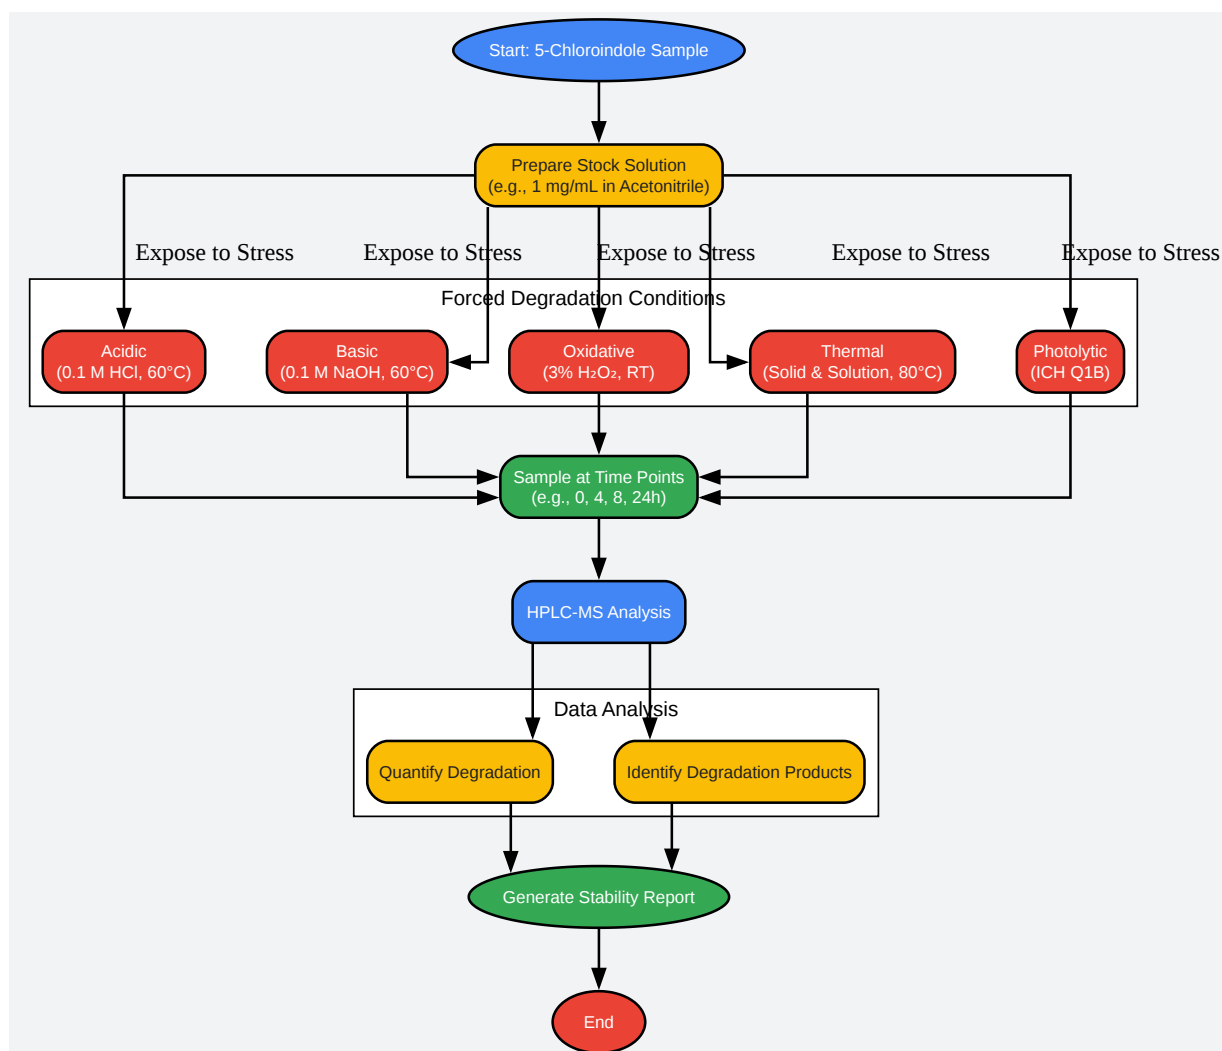 Start: 5-Chloroindole Sample
Prepare Stock Solution
(e.g., 1 mg/mL in Acetonitrile)
Expose to Stress
Expose to Stress
Expose to Stress
Expose to Stress
Expose to Stress
Forced Degradation Conditions
Acidic
(0.1 M HCl, 60°C)
Basic
(0.1 M NaOH, 60°C)
Oxidative
(3% H₂O₂, RT)
Thermal
(Solid & Solution, 80°C)
Photolytic
(ICH Q1B)
Sample at Time Points
(e.g., 0, 4, 8, 24h)
HPLC-MS Analysis
Data Analysis
Quantify Degradation
Identify Degradation Products
Generate Stability Report
End